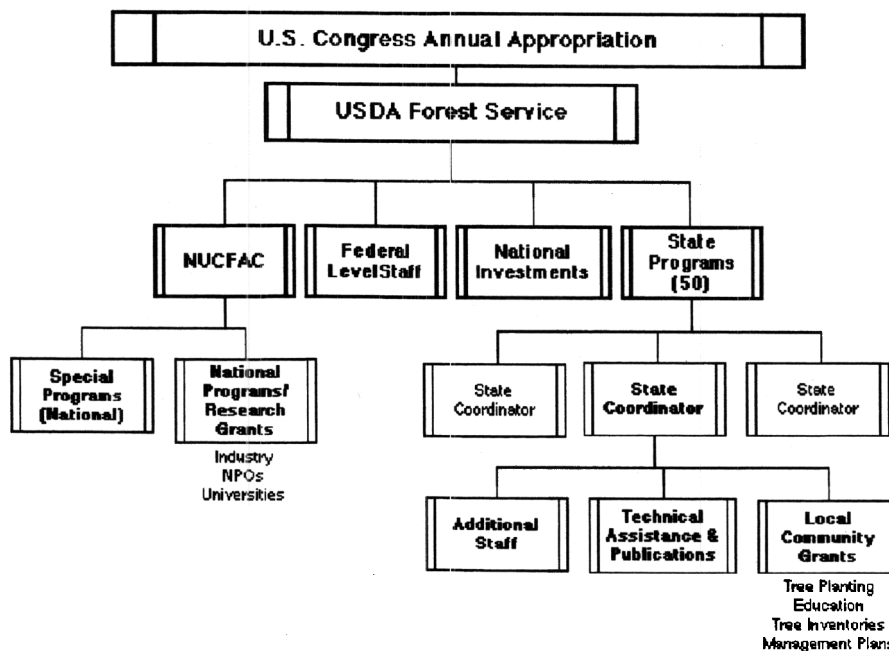 U.S. Congress Annual Appropriation
USDA Forest Service
NUCFAC
Federal
LevelStaff
National
Investments
State
Programs
(50)
Special
Programs
(National)
National
Programs/
Research
Grants
Industry
NPOs
Universities
State
Coordinator
State
Coordinator
State
Coordinator
Additional
Staff
Technical
Assistance &
Publications
Local
Community
Grants
Tree Planting
Education
Tree Inventories
Management Plans